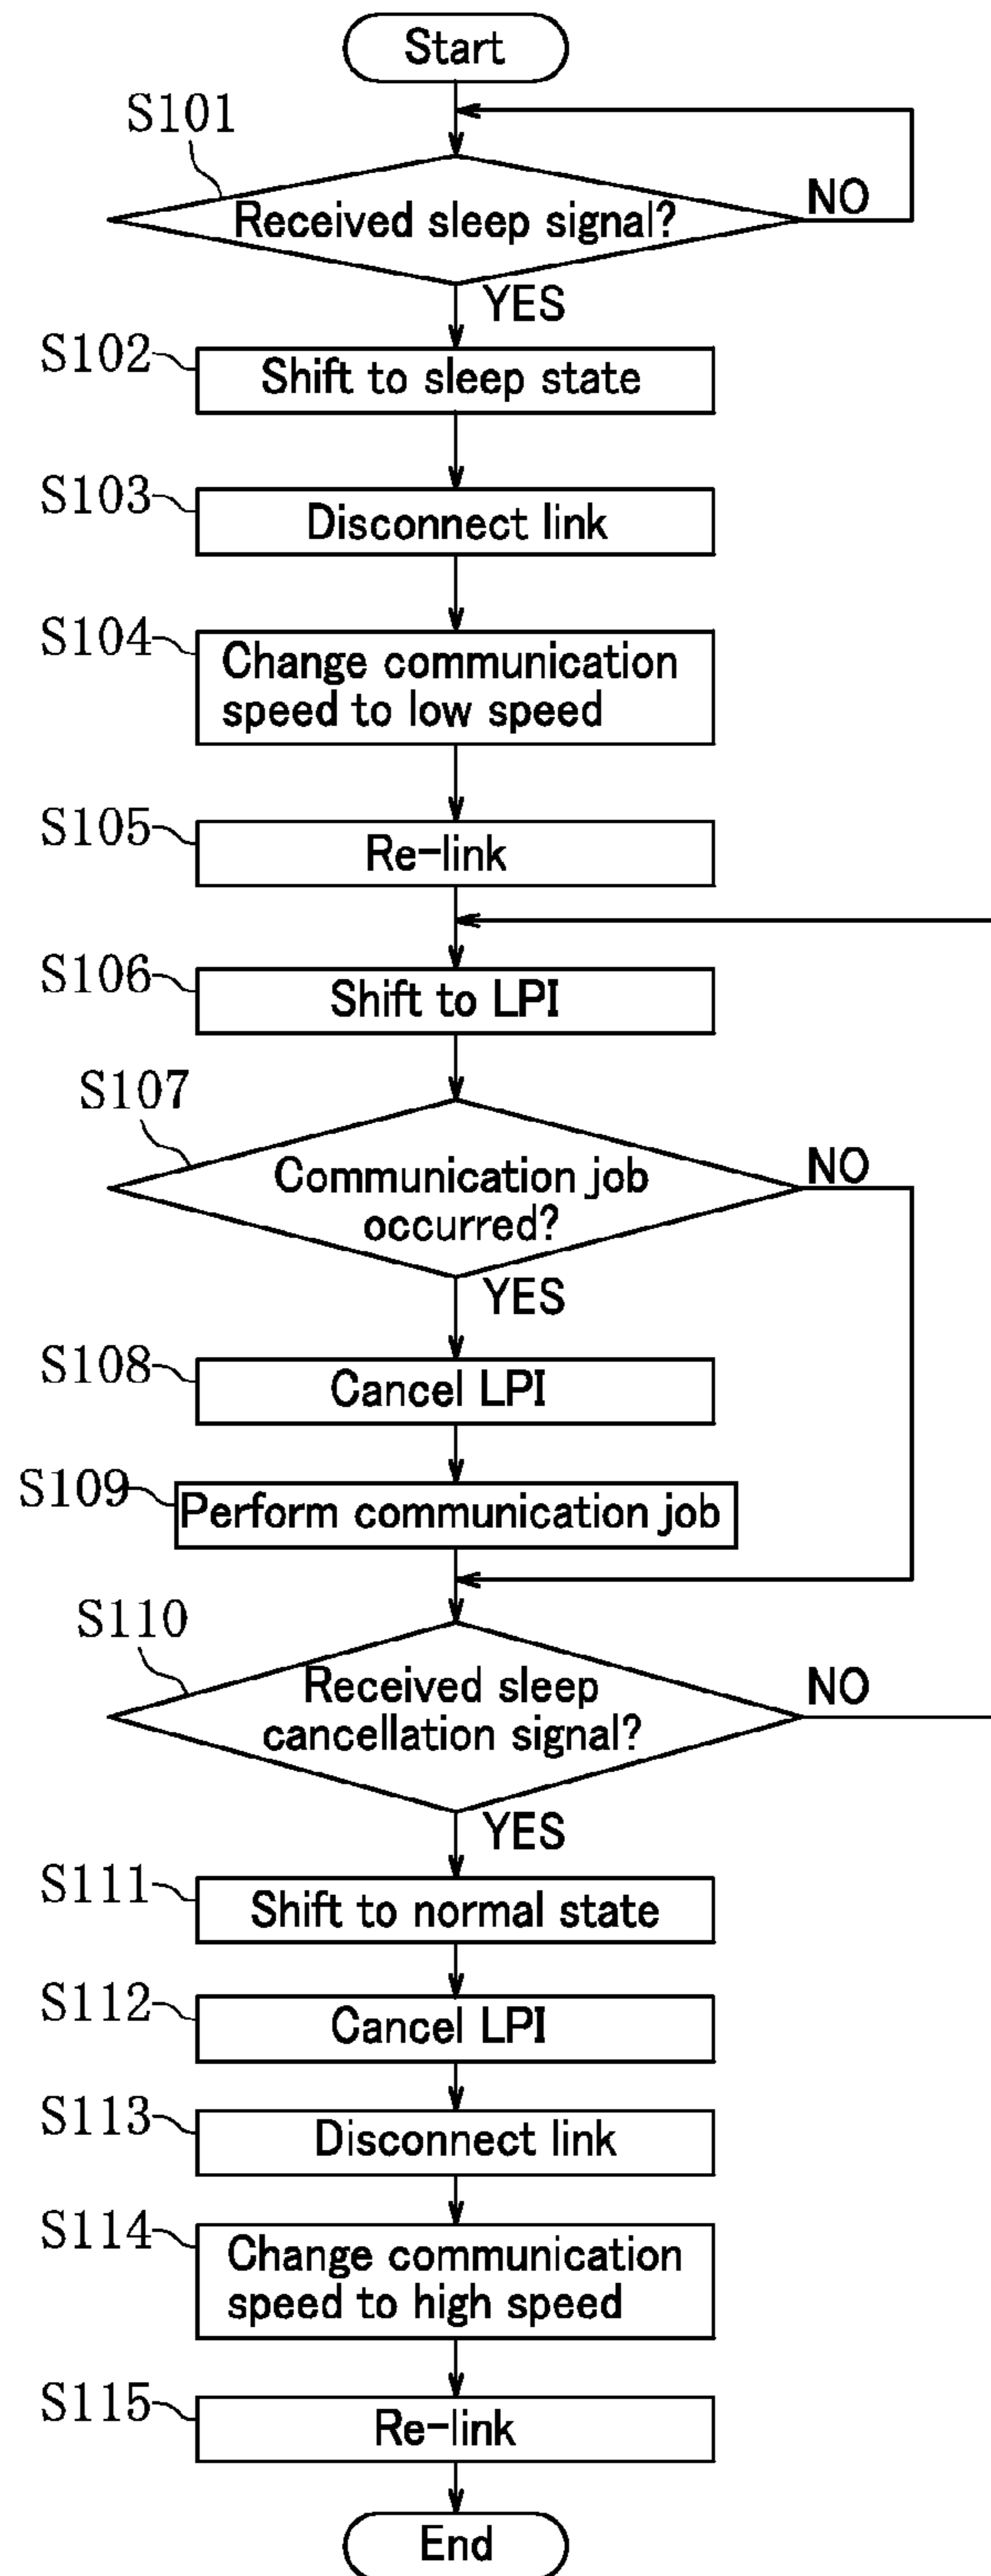 Start
S101
Received sleep signal?
NO
YES
S102
Shift to sleep state
S103
Disconnect link
S104
Change communication
speed to low speed
S105
Re-link
S106
Shift to LPI
S107
Communication job
occurred?
NO
YES
S108
Cancel LPI
S109
Perform communication job
S110
Received sleep
cancellation signal?
NO
YES
S111
Shift to normal state
S112
Cancel LPI
S113
Disconnect link
S114
Change communication
speed to high speed
S115
Re-link
End